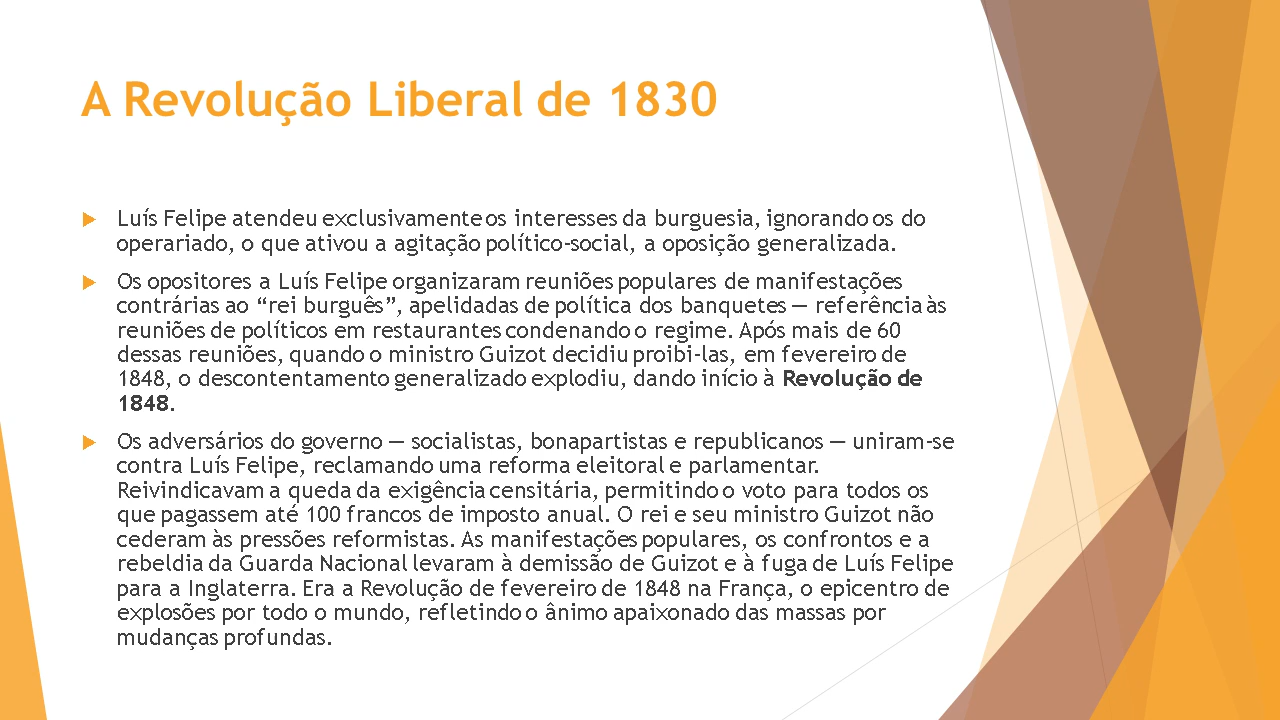 A Revolução Liberal de 1830
Luís Felipe atendeu exclusivamente os interesses da burguesia, ignorando os do
operariado, o que ativou a agitação político-social, a oposição generalizada.
Os opositores a Luís Felipe organizaram reuniões populares de manifestações
contrárias ao “rei burguês”, apelidadas de política dos banquetes — referência às
reuniões de políticos em restaurantes condenando o regime. Após mais de 60
dessas reuniões, quando o ministro Guizot decidiu proibi-las, em fevereiro de
1848, o descontentamento generalizado explodiu, dando início à Revolução de
1848.
Os adversários do governo — socialistas, bonapartistas e republicanos — uniram-se
contra Luís Felipe, reclamando uma reforma eleitoral e parlamentar.
Reivindicavam a queda da exigência censitária, permitindo o voto para todos os
que pagassem até 100 francos de imposto anual. O rei e seu ministro Guizot não
cederam às pressões reformistas. As manifestações populares, os confrontos e a
rebeldia da Guarda Nacional levaram à demissão de Guizot e à fuga de Luís Felipe
para a Inglaterra. Era a Revolução de fevereiro de 1848 na França, o epicentro de
explosões por todo o mundo, refletindo o ânimo apaixonado das massas por
mudanças profundas.